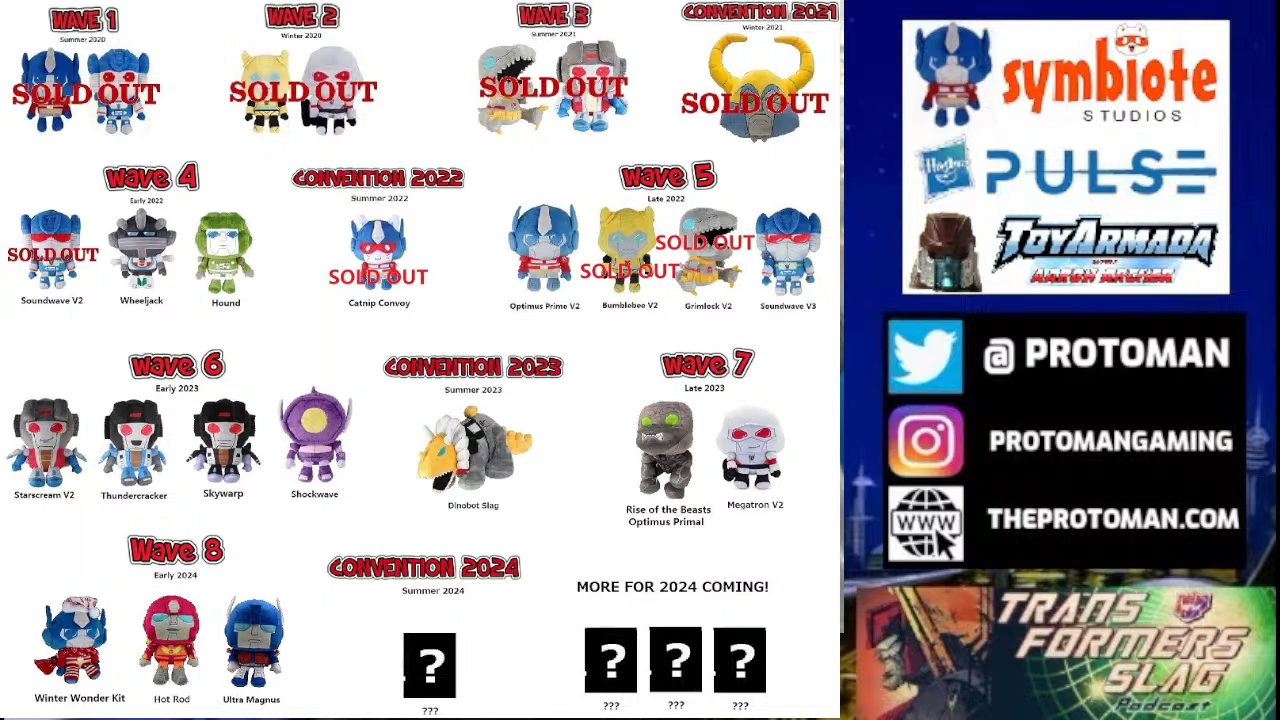 WAVE 1
Summer 2020
SOLD OUT
WAVE 2
Winter 2020
SOLD OUT
WAVE 3
Summer 2021
SOLD OUT
CONVENTION 2021
Winter 2021
SOLD OUT
Wave 4
Early 2022
SOLD OUT
Soundwave V2
Wheeljack
Hound
CONVENTION 2022
Summer 2022
SOLD OUT
Catnip Convoy
Wave 5
Late 2022
SOLD OUT
SOLD OUT
Optimus Prime V2
Bumblebee V2
Grimlock V2
Soundwave V3
Wave 6
Early 2023
Starscream V2
Thundercracker
Skywarp
Shockwave
CONVENTION 2023
Summer 2023
Dinobot Slag
Wave 7
Late 2023
Rise of the Beasts
Optimus Primal
Megatron V2
Wave 8
Early 2024
Winter Wonder Kit
Hot Rod
Ultra Magnus
CONVENTION 2024
Summer 2024
?
???
MORE FOR 2024 COMING!
? ? ?
??? ??? ???
symbiote
STUDIOS
Hasbro
PULSE
TOYARMADA
AARON ARCHER
@ PROTOMAN
PROTOMANGAMING
WWW
THEPROTOMAN.COM
TRANS
FORMERS
SLAG
Podcast